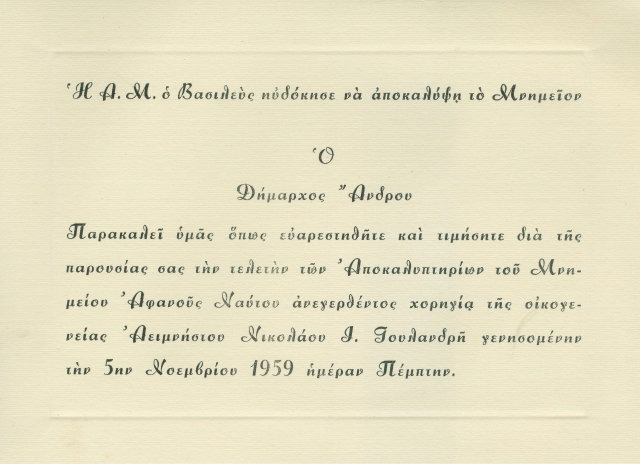 Ἡ Α. Μ. ὁ Βασιλεὺς ηὐδόκησε νὰ ἀποκαλύψῃ τὸ Μνημεῖον
Ὁ
Δήμαρχος Ἄνδρου
Παρακαλεῖ ὑμᾶς ὅπως εὐαρεστηθῆτε καὶ τιμήσητε διὰ τῆς
παρουσίας σας τὴν τελετὴν τῶν Ἀποκαλυπτηρίων τοῦ Μνη-
μείου Ἀφανοῦς Ναύτου ἀνεγερθέντος χορηγίᾳ τῆς οἰκογε-
νείας Ἀειμνήστου Νικολάου Ι. Γουλανδρῆ γενησομένην
τὴν 5ην Νοεμβρίου 1959 ἡμέραν Πέμπτην.